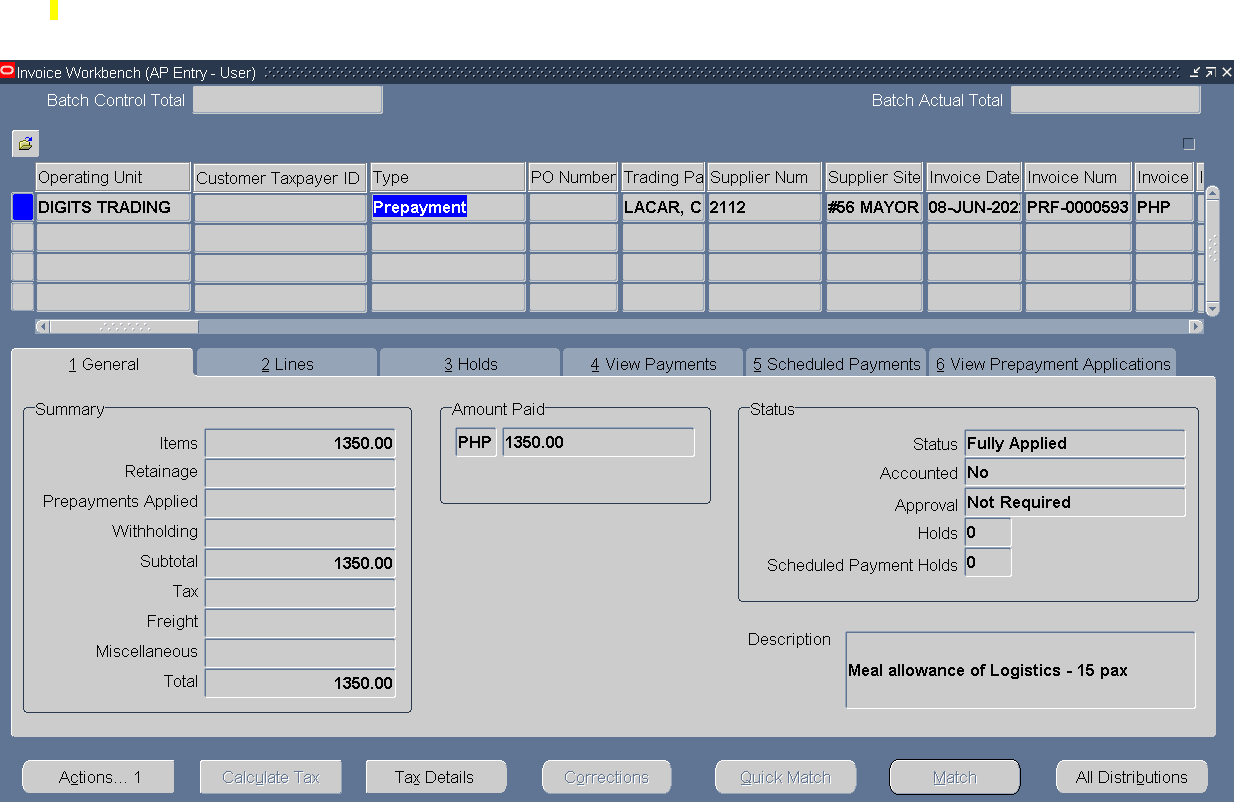 Invoice Workbench (AP Entry - User)
Batch Control Total
Batch Actual Total
Operating Unit Customer Taxpayer ID Type PO Number Trading Pa Supplier Num Supplier Site Invoice Date Invoice Num Invoice
DIGITS TRADING Prepayment LACAR, C 2112 #56 MAYOR 08-JUN-202 PRF-0000593 PHP
1 General 2 Lines 3 Holds 4 View Payments 5 Scheduled Payments 6 View Prepayment Applications
Summary
Items 1350.00
Retainage
Prepayments Applied
Withholding
Subtotal 1350.00
Tax
Freight
Miscellaneous
Total 1350.00
Amount Paid
PHP 1350.00
Status
Status Fully Applied
Accounted No
Approval Not Required
Holds 0
Scheduled Payment Holds 0
Description Meal allowance of Logistics - 15 pax
Actions... 1 Calculate Tax Tax Details Corrections Quick Match Match All Distributions